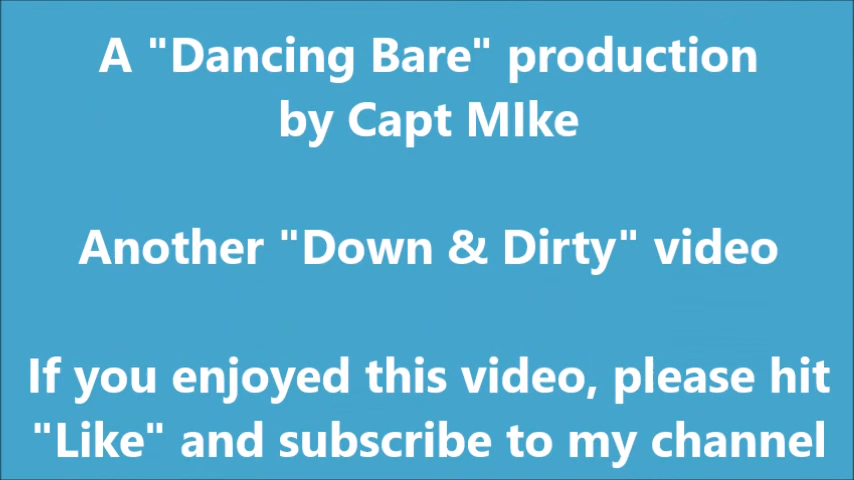 A "Dancing Bare" production
by Capt MIke
Another "Down & Dirty" video
If you enjoyed this video, please hit
"Like" and subscribe to my channel